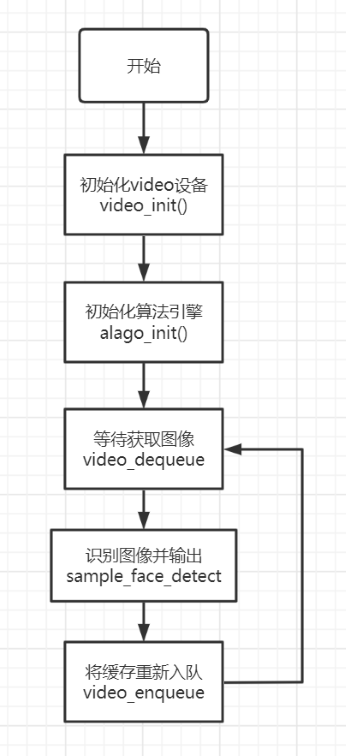 开始
初始化video设备
video_init()
初始化算法引擎
alago_init()
等待获取图像
video_dequeue
识别图像并输出
sample_face_detect
将缓存重新入队
video_enqueue